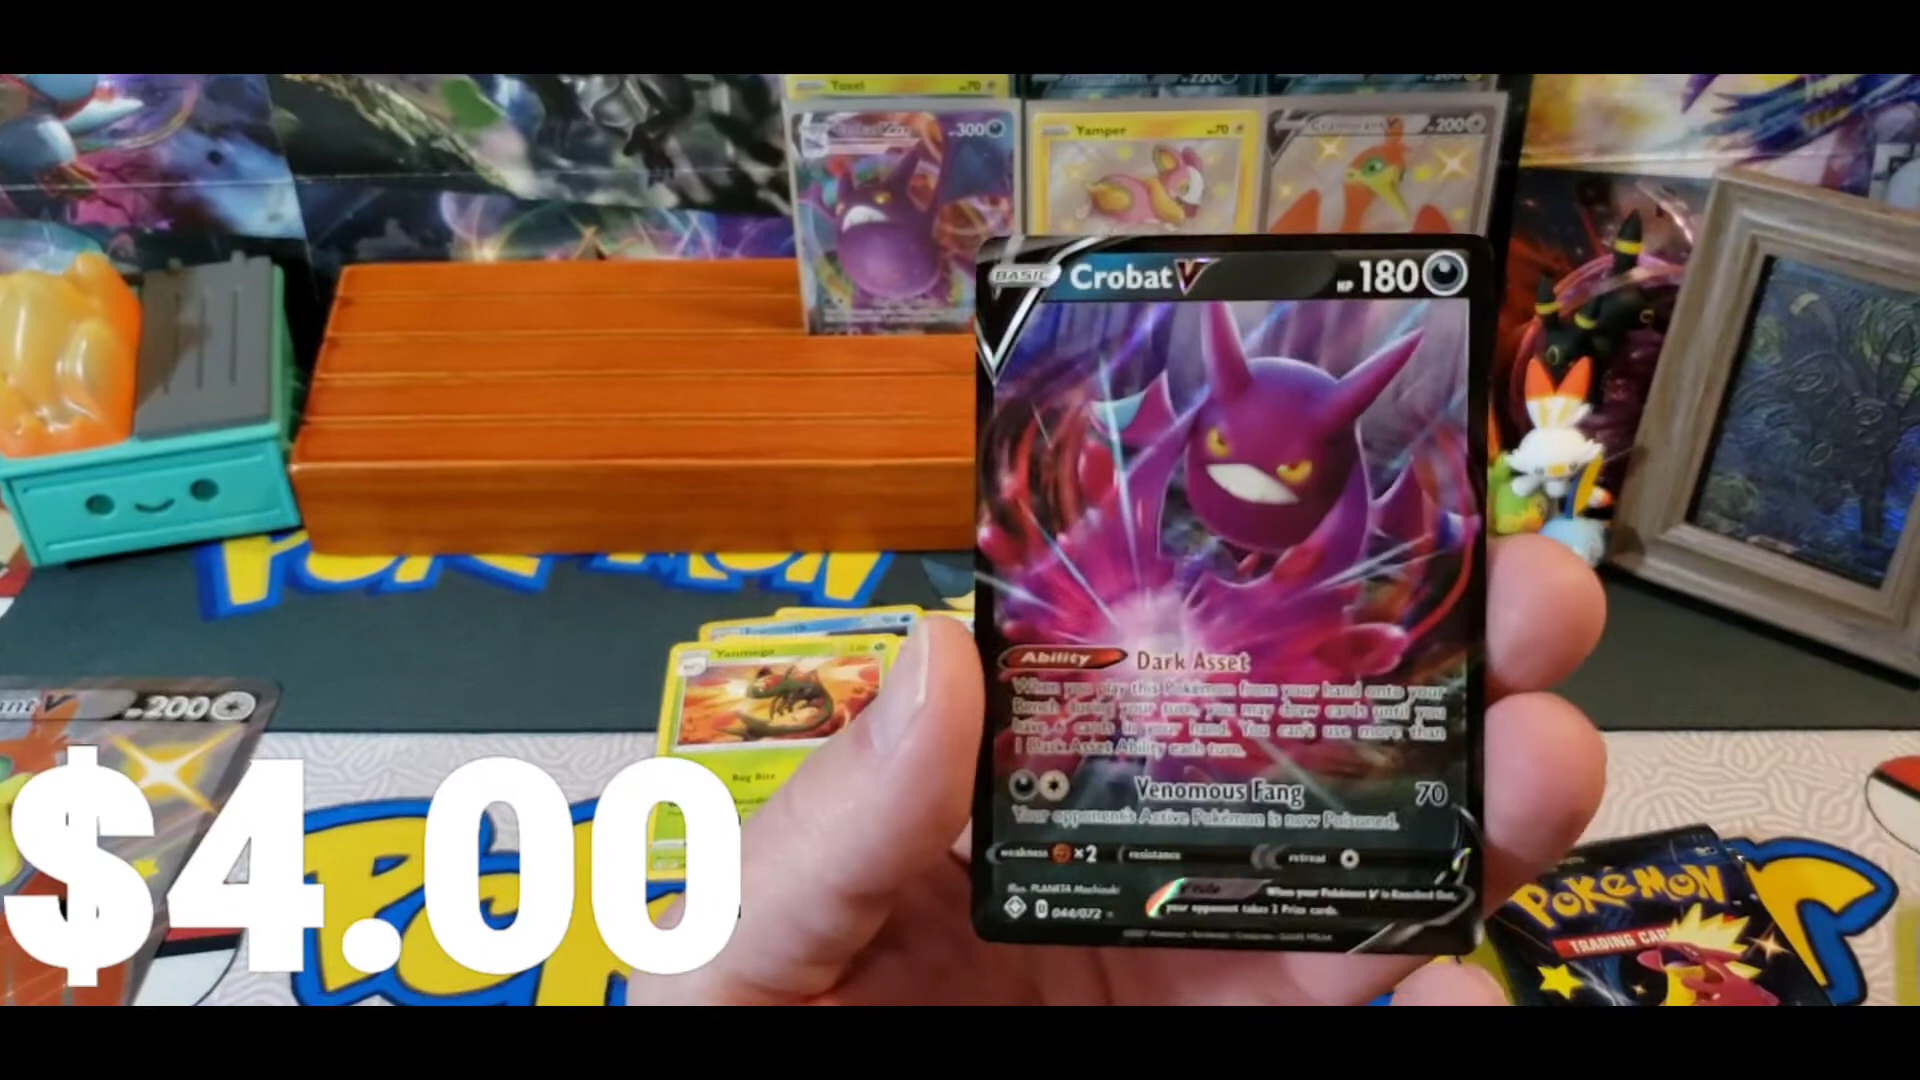 Toxel 70
300
Yamper 70
Cramorant V 200
BASIC Crobat V HP 180
POKéMON
Yanmega
Ability Dark Asset
When you play this Pokémon from your hand onto your
Bench during your turn, you may draw cards until you
have 6 cards in your hand. You can't use more than
1 Dark Asset Ability each turn.
V 200
Bug Bite
Venomous Fang 70
Your opponent's Active Pokémon is now Poisoned.
weakness ×2 resistance retreat
Illus. PLANETA Mochizuki
V rule When your Pokémon V is Knocked Out,
your opponent takes 2 Prize cards.
D 044/072
$4.00
POKéMON
TRADING CAR